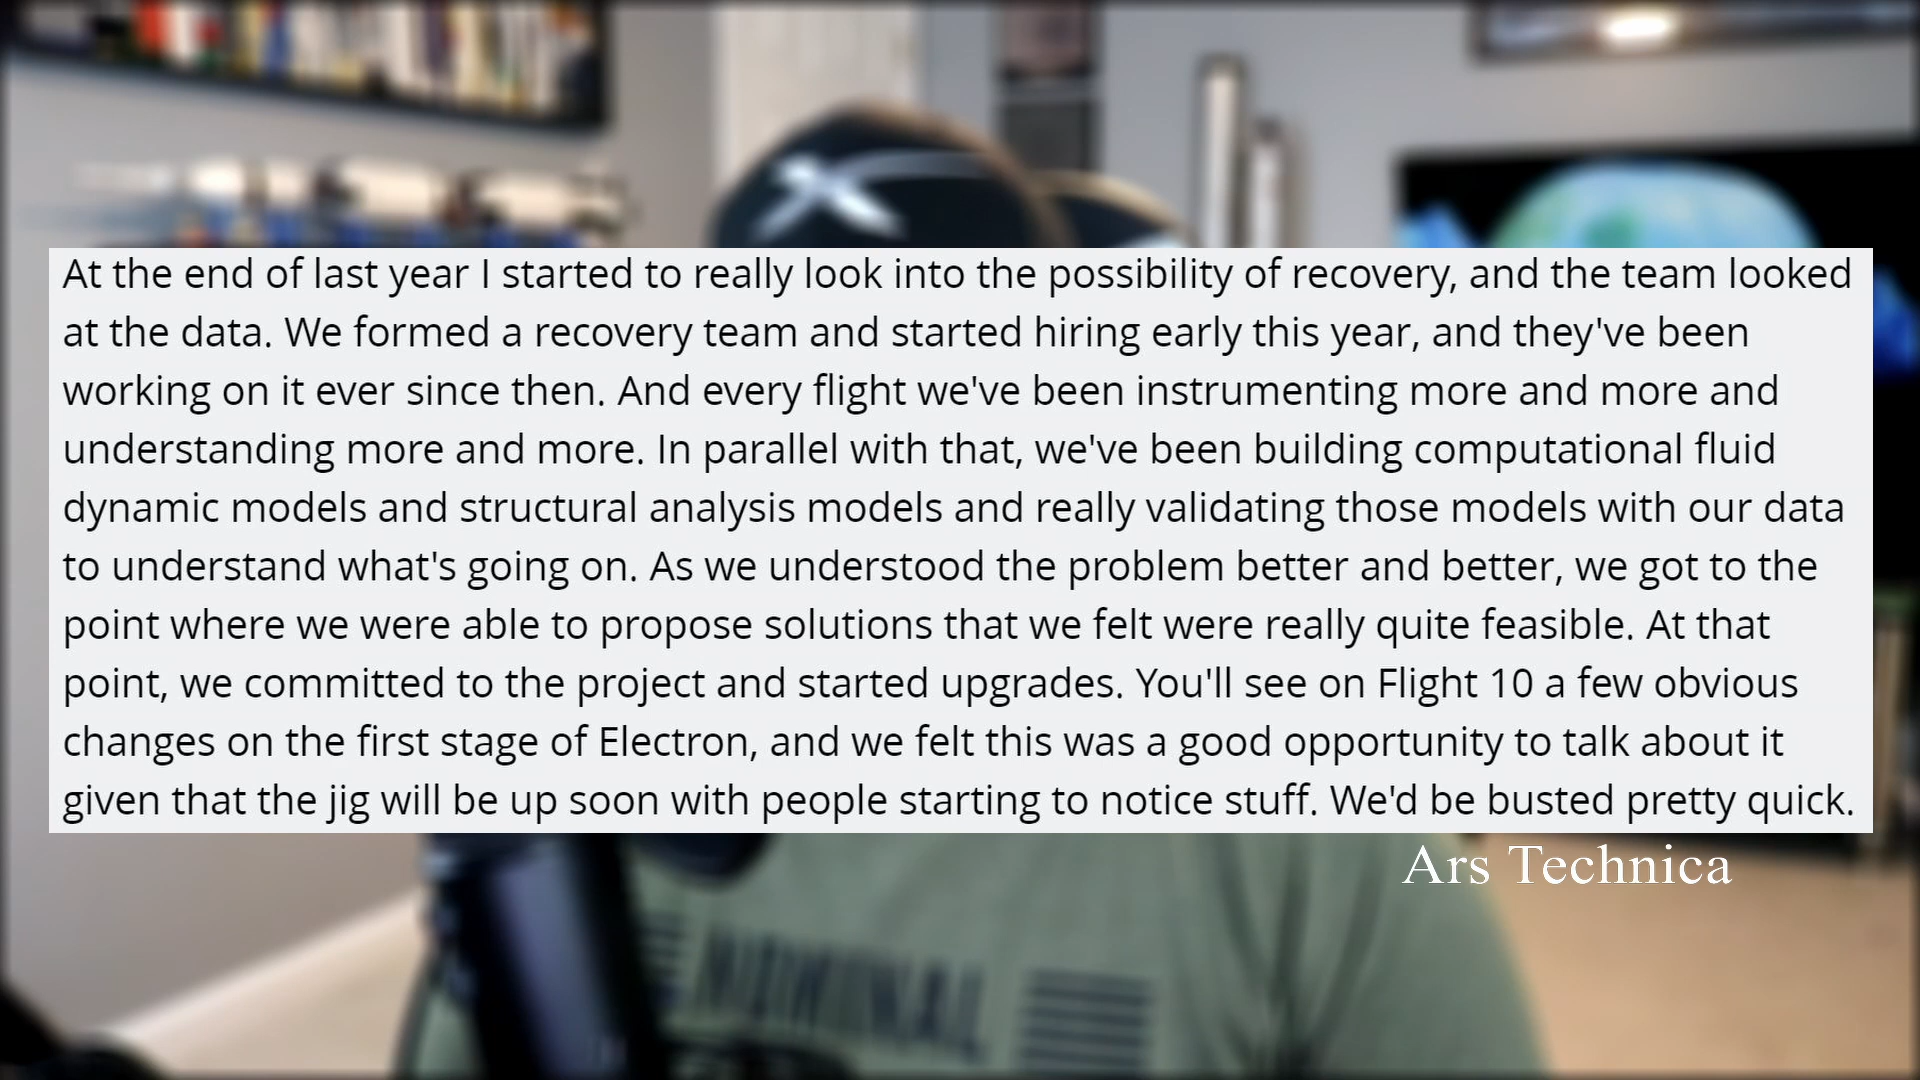 At the end of last year I started to really look into the possibility of recovery, and the team looked
at the data. We formed a recovery team and started hiring early this year, and they've been
working on it ever since then. And every flight we've been instrumenting more and more and
understanding more and more. In parallel with that, we've been building computational fluid
dynamic models and structural analysis models and really validating those models with our data
to understand what's going on. As we understood the problem better and better, we got to the
point where we were able to propose solutions that we felt were really quite feasible. At that
point, we committed to the project and started upgrades. You'll see on Flight 10 a few obvious
changes on the first stage of Electron, and we felt this was a good opportunity to talk about it
given that the jig will be up soon with people starting to notice stuff. We'd be busted pretty quick.
Ars Technica
NOMINAL